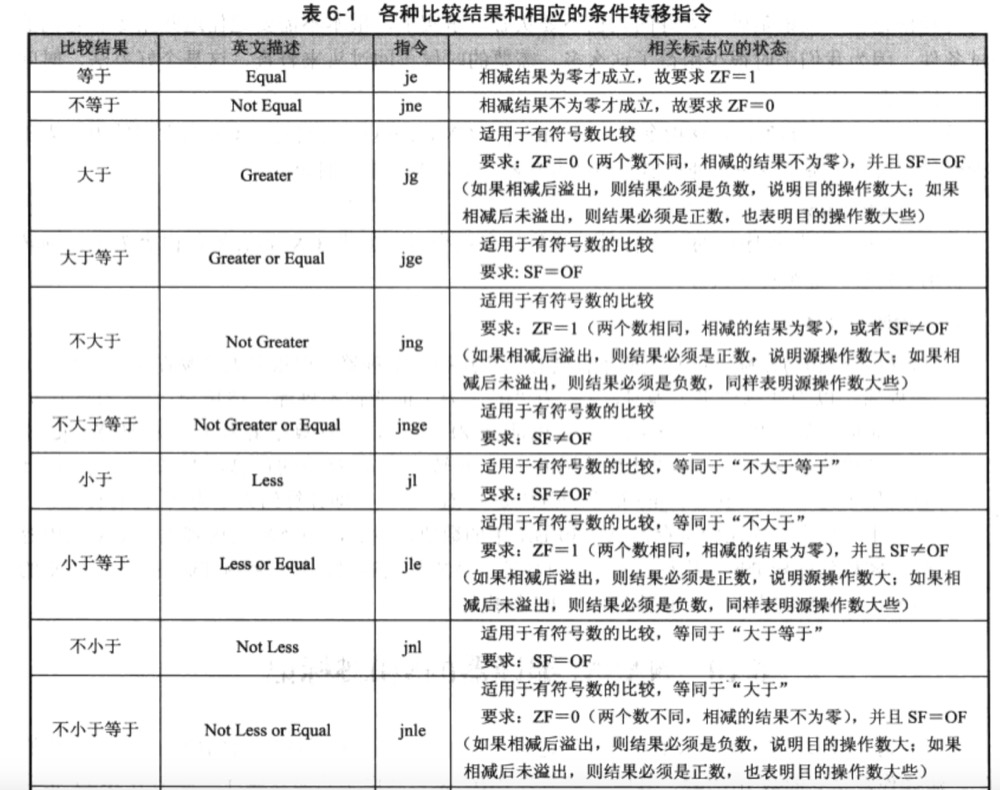 表 6-1 各种比较结果和相应的条件转移指令
比较结果 英文描述 指令 相关标志位的状态
等于 Equal je 相减结果为零才成立，故要求 ZF＝1
不等于 Not Equal jne 相减结果不为零才成立，故要求 ZF＝0
大于 Greater jg 适用于有符号数比较
要求：ZF＝0（两个数不同，相减的结果不为零），并且 SF＝OF
（如果相减后溢出，则结果必须是负数，说明目的操作数大；如果
相减后未溢出，则结果必须是正数，也表明目的操作数大些）
大于等于 Greater or Equal jge 适用于有符号数的比较
要求: SF＝OF
不大于 Not Greater jng 适用于有符号数的比较
要求：ZF＝1（两个数相同，相减的结果为零），或者 SF≠OF
（如果相减后溢出，则结果必须是正数，说明源操作数大；如果相
减后未溢出，则结果必须是负数，同样表明源操作数大些）
不大于等于 Not Greater or Equal jnge 适用于有符号数的比较
要求：SF≠OF
小于 Less jl 适用于有符号数的比较，等同于“不大于等于”
要求：SF≠OF
小于等于 Less or Equal jle 适用于有符号数的比较，等同于“不大于”
要求：ZF＝1（两个数相同，相减的结果为零），并且 SF≠OF
（如果相减后溢出，则结果必须是正数，说明源操作数大；如果相
减后未溢出，则结果必须是负数，同样表明源操作数大些）
不小于 Not Less jnl 适用于有符号数的比较，等同于“大于等于”
要求：SF＝OF
不小于等于 Not Less or Equal jnle 适用于有符号数的比较，等同于“大于”
要求：ZF＝0（两个数不同，相减的结果不为零），并且 SF＝OF
（如果相减后溢出，则结果必须是负数，说明目的操作数大；如果
相减后未溢出，则结果必须是正数，也表明目的操作数大些）